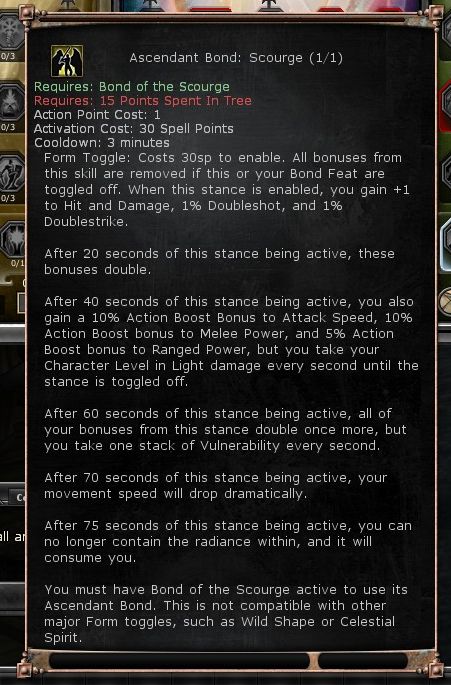 Ascendant Bond: Scourge (1/1)
Requires: Bond of the Scourge
Requires: 15 Points Spent In Tree
Action Point Cost: 1
Activation Cost: 30 Spell Points
Cooldown: 3 minutes
Form Toggle: Costs 30sp to enable. All bonuses from
this skill are removed if this or your Bond Feat are
toggled off. When this stance is enabled, you gain +1
to Hit and Damage, 1% Doubleshot, and 1%
Doublestrike.
After 20 seconds of this stance being active, these
bonuses double.
After 40 seconds of this stance being active, you also
gain a 10% Action Boost Bonus to Attack Speed, 10%
Action Boost bonus to Melee Power, and 5% Action
Boost bonus to Ranged Power, but you take your
Character Level in Light damage every second until the
stance is toggled off.
After 60 seconds of this stance being active, all of
your bonuses from this stance double once more, but
you take one stack of Vulnerability every second.
After 70 seconds of this stance being active, your
movement speed will drop dramatically.
After 75 seconds of this stance being active, you can
no longer contain the radiance within, and it will
consume you.
You must have Bond of the Scourge active to use its
Ascendant Bond. This is not compatible with other
major Form toggles, such as Wild Shape or Celestial
Spirit.
0/3
0/3
0/3